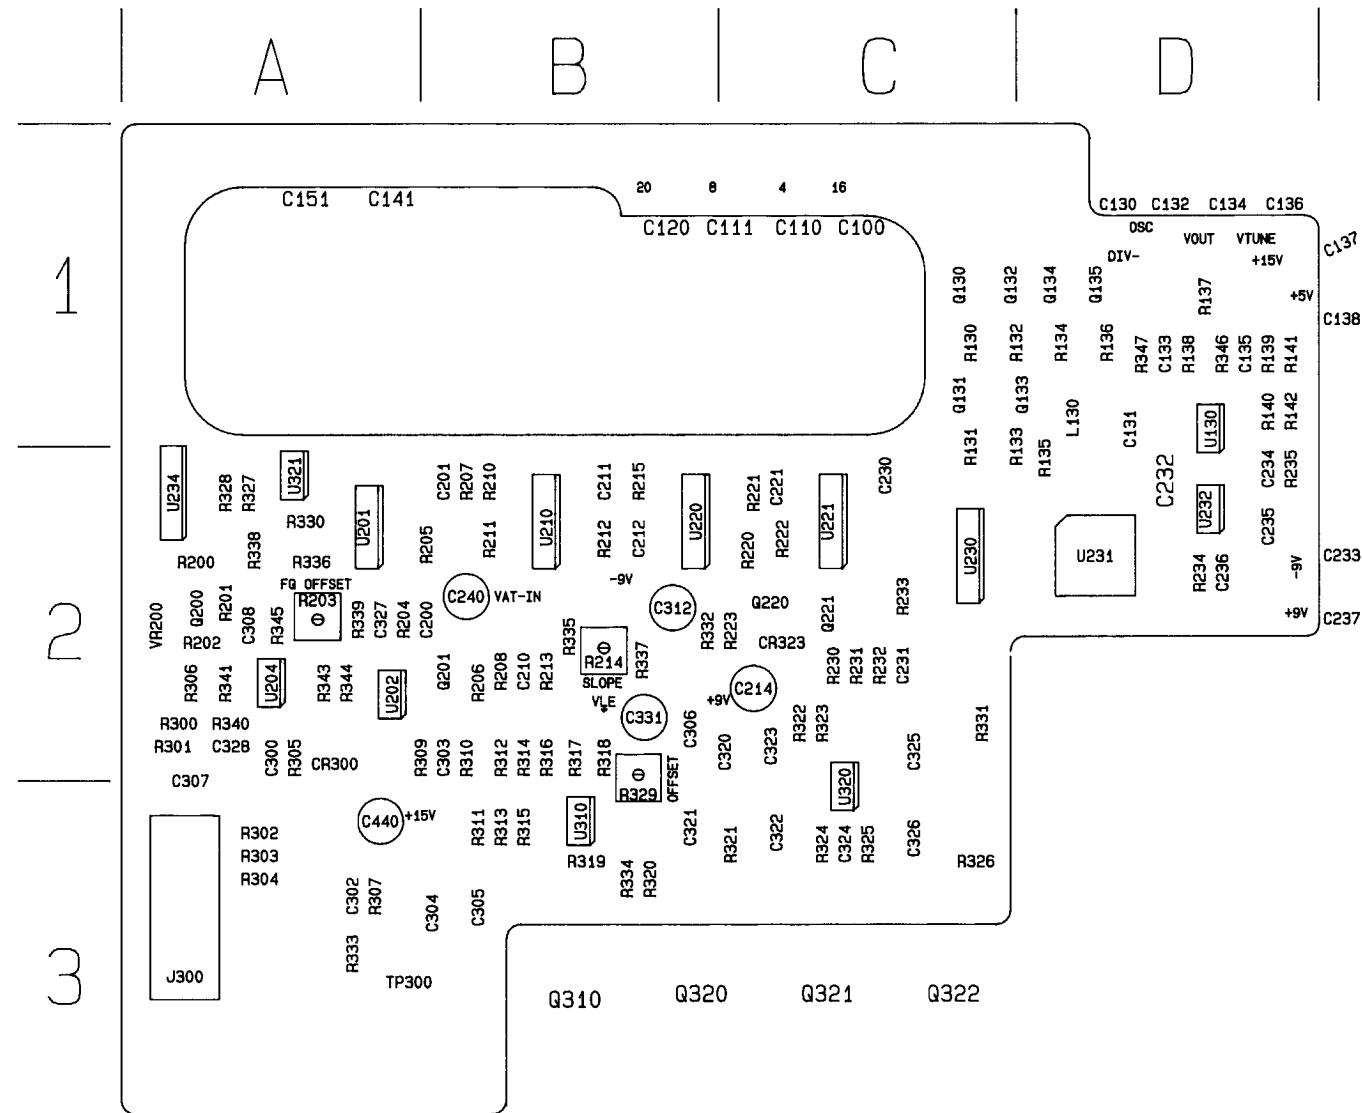 A B C D
1
C151 C141
20 8 4 16
C120 C111 C110 C100
C130 C132 C134 C136
OSC
VOUT VTUNE
C137
DIV- +15V
Q130 Q132 Q134 Q135 R137 +5V
C138
R130 R132 R134 R136 R347 C133 R138 R346 C135 R139 R141
Q131 Q133 L130 C131 U130 R140 R142
R131 R133 R135
2
U234 R328 R327 U321 C201 R207 R210 C211 R215 R221 C221 C230 C232 C234 R235
R330 U201 R205 R211 U210 R212 C212 U220 R220 R222 U221 U230 U231 U232 C235
R200 R338 R336 R234 C236 C233
-9V
FQ OFFSET
R203
-9V
VR200 Q200 R201 C308 R345 R339 C327 R204 C200 C240 VAT-IN C312 Q220 Q221 R233 +9V C237
R202 R335 R214 R337 R332 R223 CR323
R306 R341 U204 R343 R344 U202 Q201 R206 R208 C210 R213 R230 R231 R232 C231
SLOPE
VLE
+9V C214
R300 R340 C331 C306 R322 R323 R331
R301 C328 C300 R305 CR300 R309 C303 R310 R312 R314 R316 R317 R318 C320 C323 C325
C307 R329 OFFSET U320
3
C440 +15V
R302 R311 R313 R315 U310 C321 R321 C322 R324 C324 R325 C326
R303 R319 R326
R304 R334 R320
C302 R307 C304 C305
R333
J300 TP300
Q310 Q320 Q321 Q322